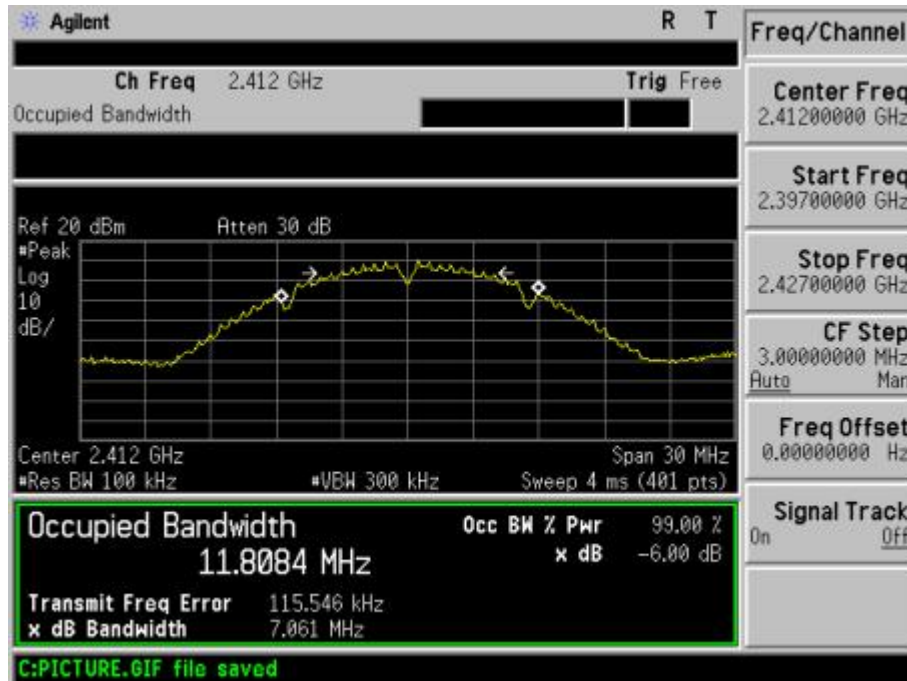 Agilent
R T
Ch Freq 2.412 GHz Trig Free
Occupied Bandwidth
Ref 20 dBm Atten 30 dB
#Peak
Log
10
dB/
Center 2.412 GHz Span 30 MHz
#Res BW 100 kHz #VBW 300 kHz Sweep 4 ms (401 pts)
Occupied Bandwidth
11.8084 MHz
Occ BW % Pwr 99.00 %
x dB -6.00 dB
Transmit Freq Error 115.546 kHz
x dB Bandwidth 7.061 MHz
C:PICTURE.GIF file saved
Freq/Channel
Center Freq
2.41200000 GHz
Start Freq
2.39700000 GHz
Stop Freq
2.42700000 GHz
CF Step
3.00000000 MHz
Auto Man
Freq Offset
0.00000000 Hz
Signal Track
On Off